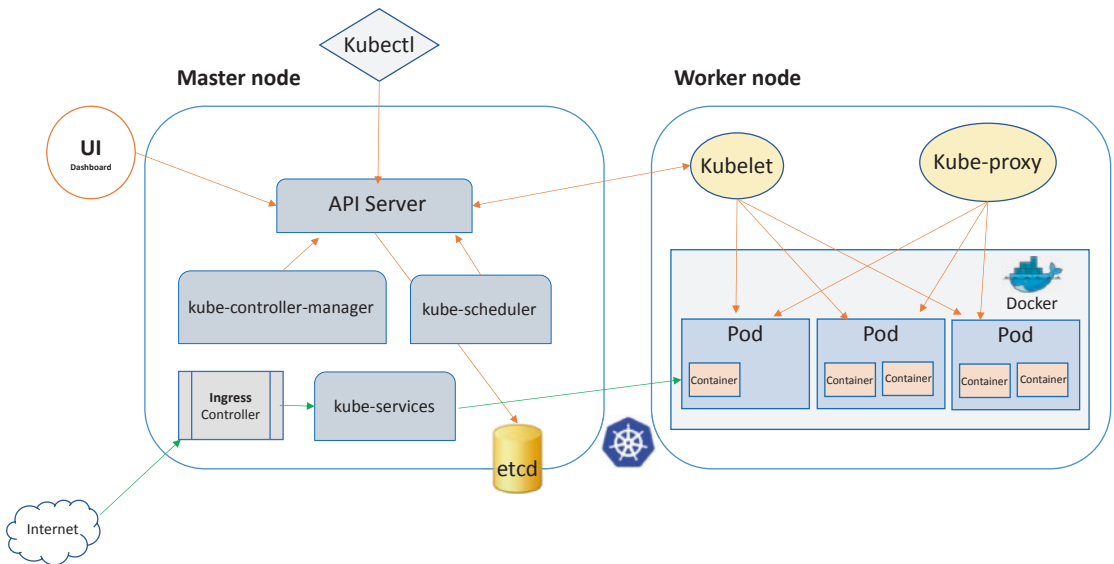 Kubectl
Master node
Worker node
UI
Dashboard
API Server
Kubelet
Kube-proxy
kube-controller-manager
kube-scheduler
Docker
Pod
Pod
Pod
Container
Container
Container
Container
Container
Ingress
Controller
kube-services
etcd
Internet